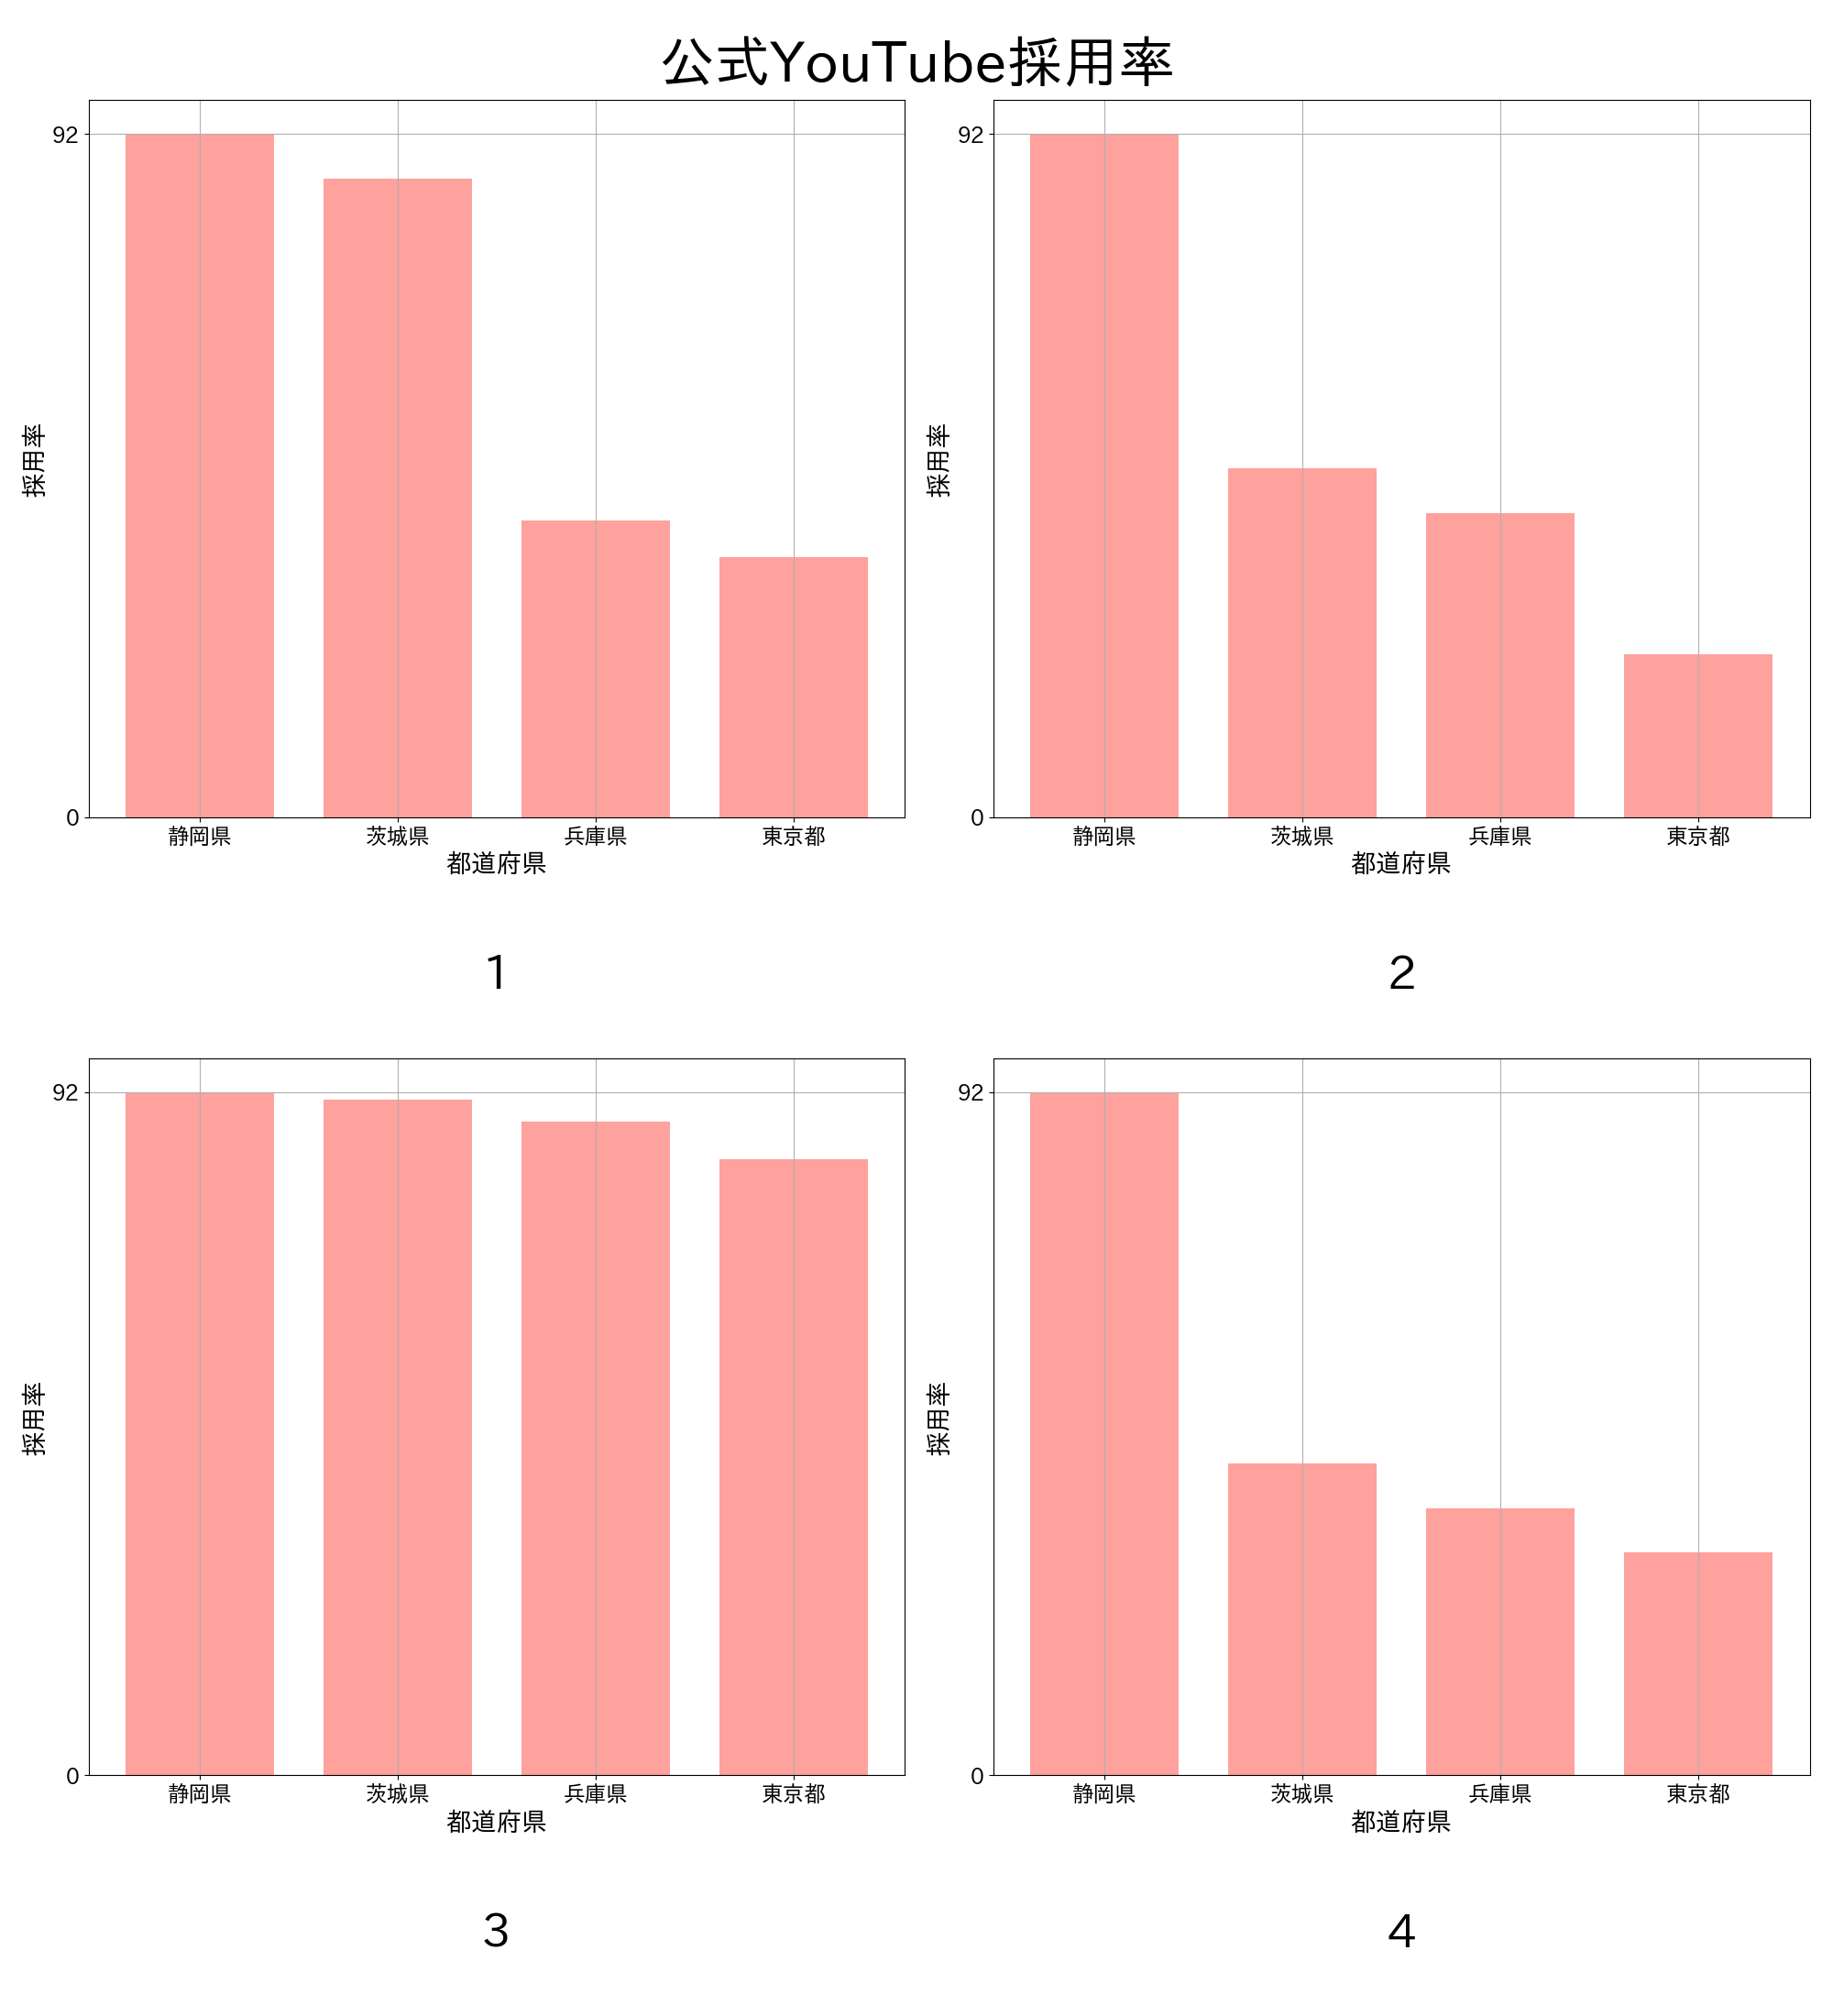 公式YouTube採用率
92
0
採用率
静岡県 茨城県 兵庫県 東京都
都道府県
1
92
0
採用率
静岡県 茨城県 兵庫県 東京都
都道府県
2
92
0
採用率
静岡県 茨城県 兵庫県 東京都
都道府県
3
92
0
採用率
静岡県 茨城県 兵庫県 東京都
都道府県
4